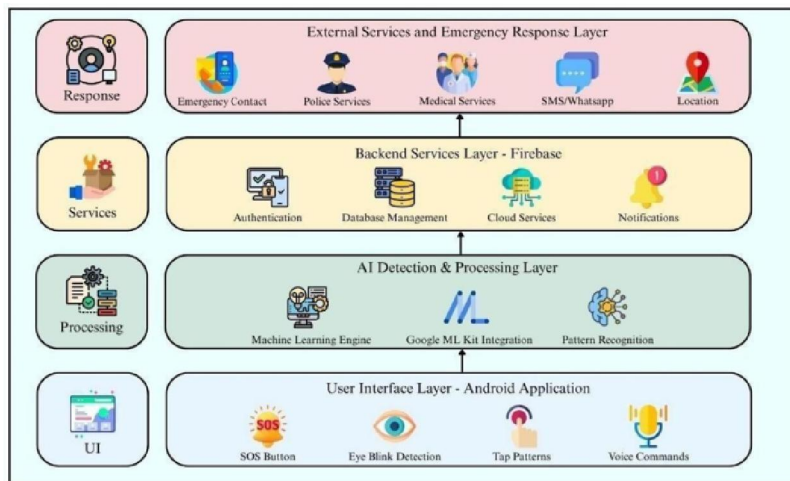 External Services and Emergency Response Layer
Response
Emergency Contact
Police Services
Medical Services
SMS/Whatsapp
Location
Backend Services Layer - Firebase
1
Services
Authentication
Database Management
Cloud Services
Notifications
AI Detection & Processing Layer
Processing
Machine Learning Engine
Google ML Kit Integration
Pattern Recognition
User Interface Layer - Android Application
SOS
UI
SOS Button
Eye Blink Detection
Tap Patterns
Voice Commands